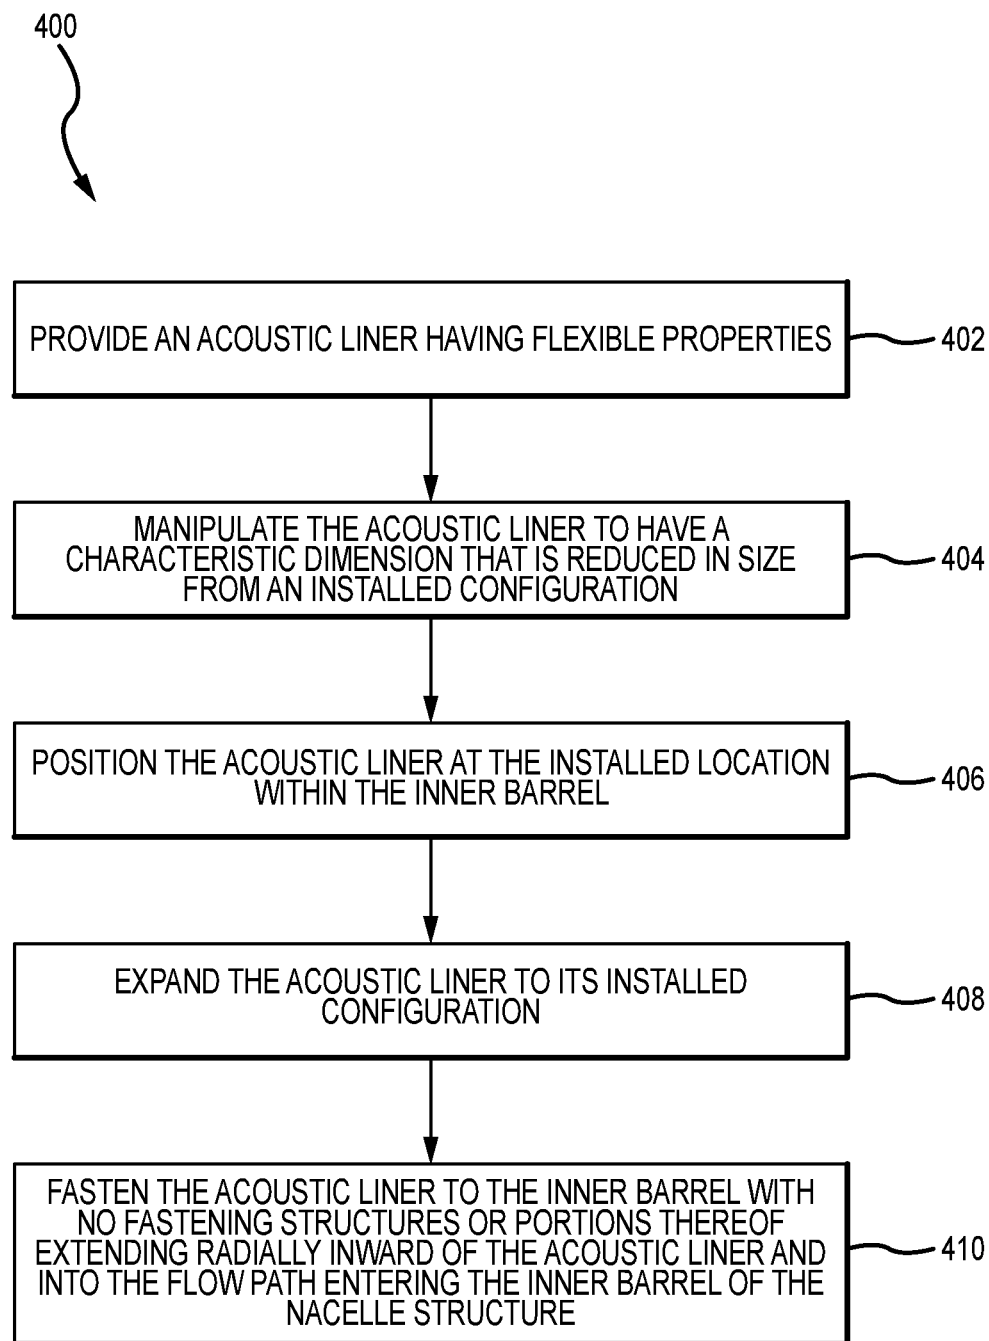 400
PROVIDE AN ACOUSTIC LINER HAVING FLEXIBLE PROPERTIES
402
MANIPULATE THE ACOUSTIC LINER TO HAVE A
CHARACTERISTIC DIMENSION THAT IS REDUCED IN SIZE
FROM AN INSTALLED CONFIGURATION
404
POSITION THE ACOUSTIC LINER AT THE INSTALLED LOCATION
WITHIN THE INNER BARREL
406
EXPAND THE ACOUSTIC LINER TO ITS INSTALLED
CONFIGURATION
408
FASTEN THE ACOUSTIC LINER TO THE INNER BARREL WITH
NO FASTENING STRUCTURES OR PORTIONS THEREOF
EXTENDING RADIALLY INWARD OF THE ACOUSTIC LINER AND
INTO THE FLOW PATH ENTERING THE INNER BARREL OF THE
NACELLE STRUCTURE
410